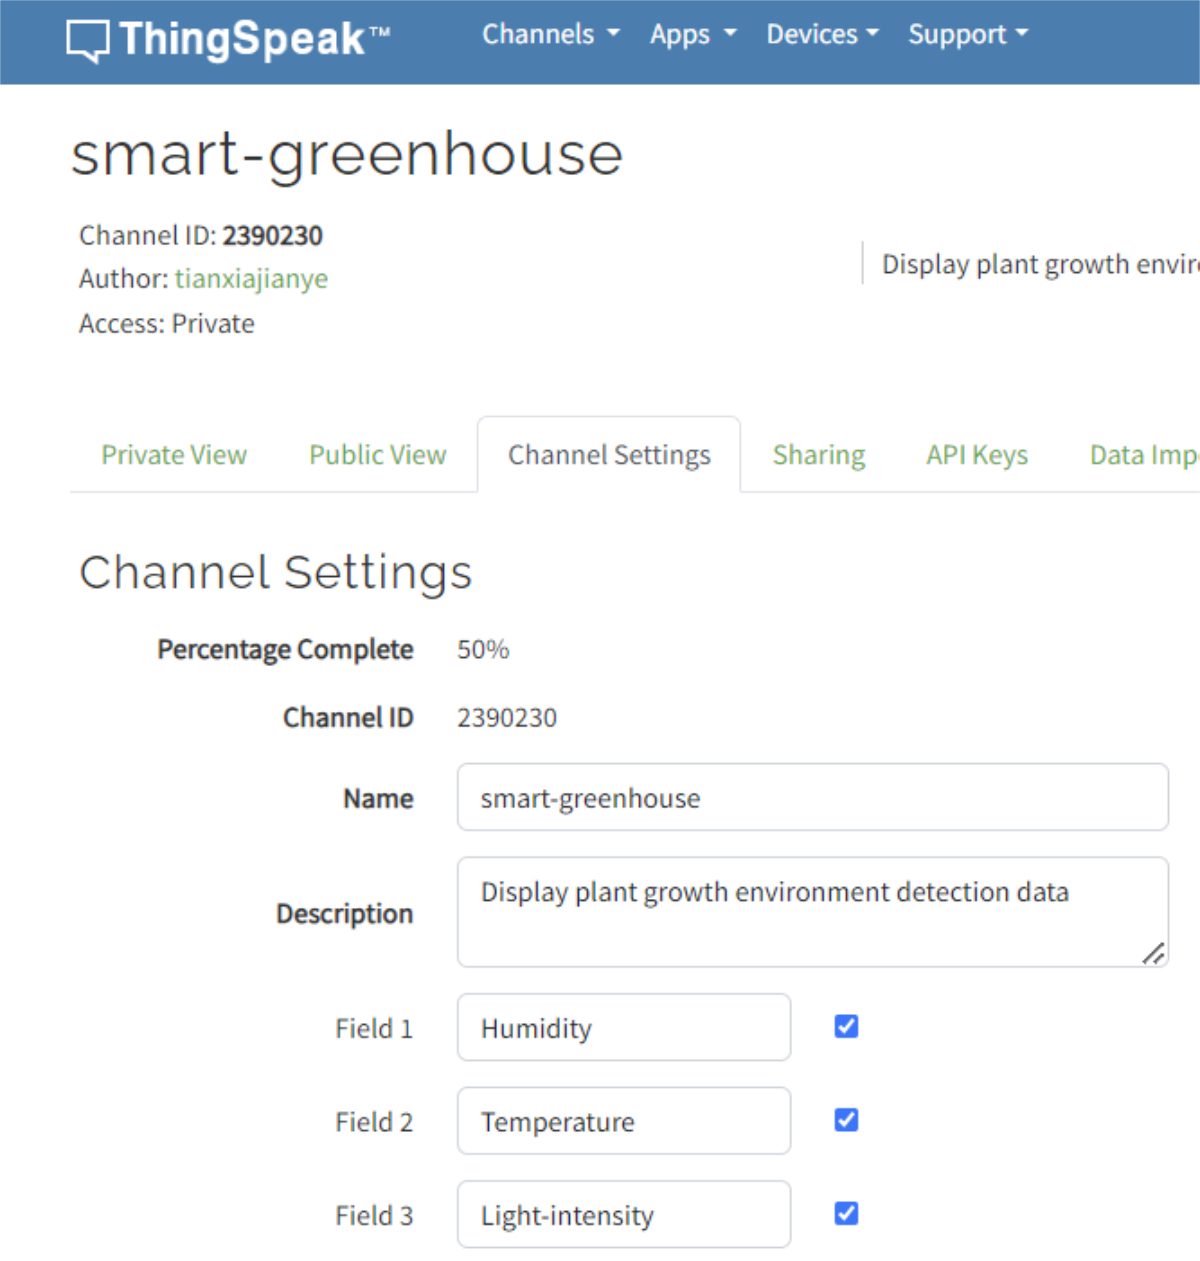 ThingSpeak™ Channels Apps Devices Support
smart-greenhouse
Channel ID: 2390230
Author: tianxiajianye
Access: Private
Display plant growth envir
Private View Public View Channel Settings Sharing API Keys Data Imp
Channel Settings
Percentage Complete 50%
Channel ID 2390230
Name smart-greenhouse
Description Display plant growth environment detection data
Field 1 Humidity
Field 2 Temperature
Field 3 Light-intensity